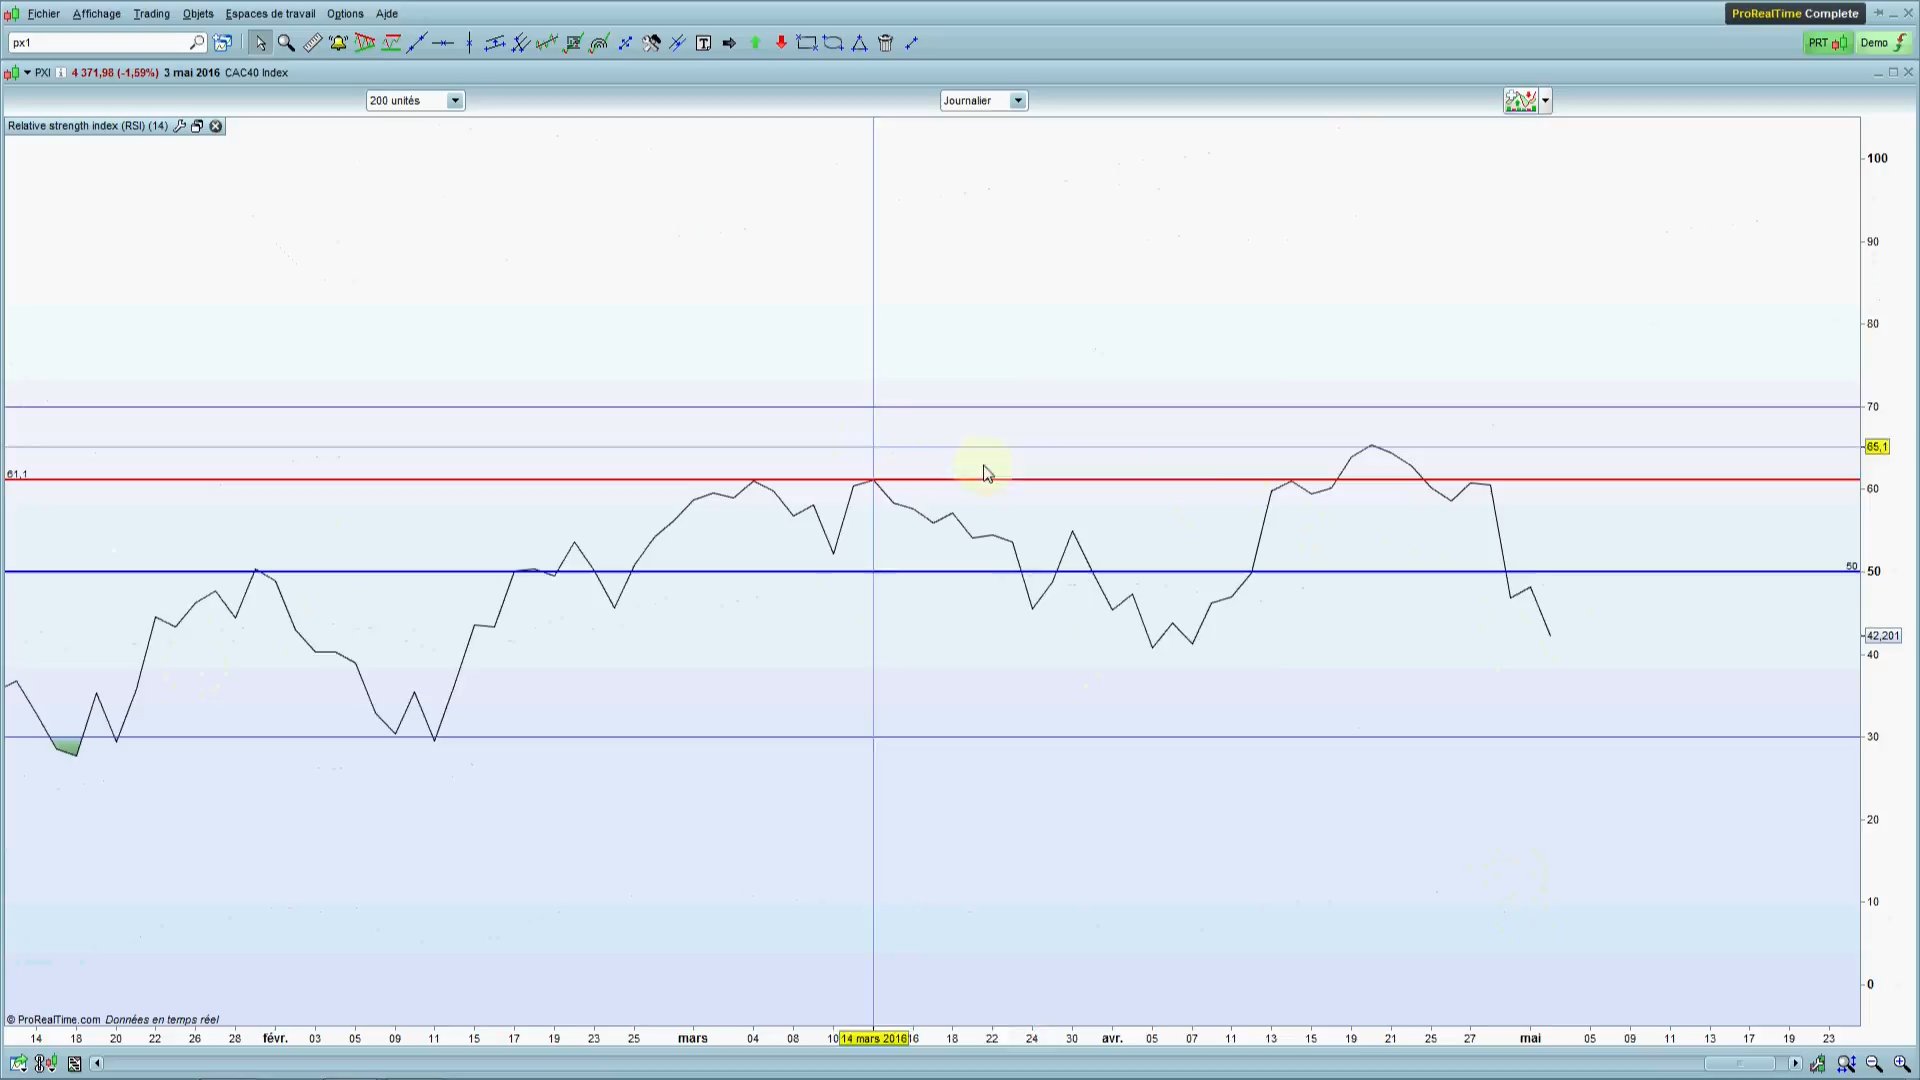 Fichier Affichage Trading Objets Espaces de travail Options Aide
ProRealTime Complete
px1
PRT Demo
PXI 4 371,98 (-1,59%) 3 mai 2016 CAC40 Index
200 unités Journalier
Relative strength index (RSI) (14)
100
90
80
70
65,1
61,1
60
50
50
42,201
40
30
20
10
0
© ProRealTime.com Données en temps réel
14 18 20 22 26 28 févr. 03 05 09 11 15 17 19 23 25 mars 04 08 10 14 mars 2016 16 18 22 24 30 avr. 05 07 11 13 15 19 21 25 27 mai 05 09 11 13 17 19 23